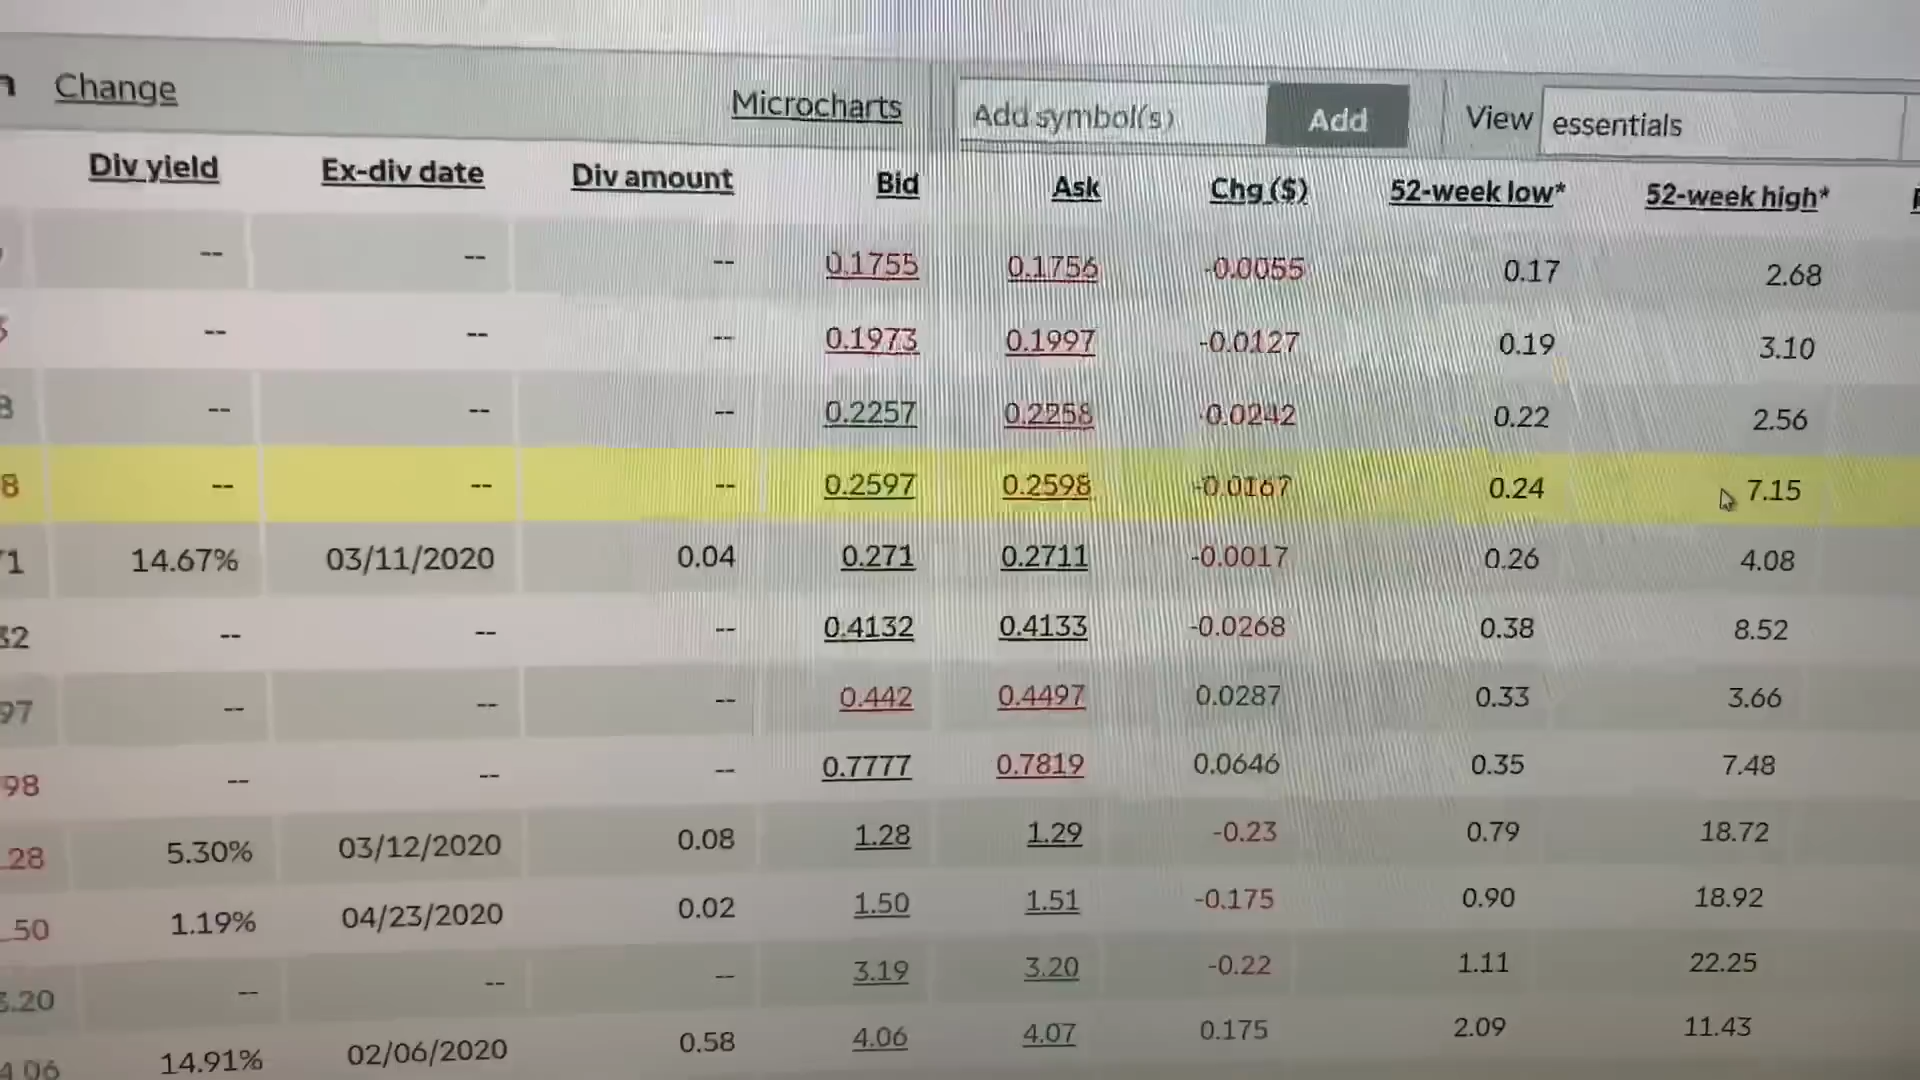 Change Microcharts Add symbol(s) Add View essentials
Div yield Ex-div date Div amount Bid Ask Chg ($) 52-week low* 52-week high*
-- -- -- 0.1755 0.1756 -0.0055 0.17 2.68
-- -- -- 0.1973 0.1997 -0.0127 0.19 3.10
8 -- -- -- 0.2257 0.2258 -0.0242 0.22 2.56
8 -- -- -- 0.2597 0.2598 -0.0167 0.24 7.15
71 14.67% 03/11/2020 0.04 0.271 0.2711 -0.0017 0.26 4.08
32 -- -- -- 0.4132 0.4133 -0.0268 0.38 8.52
97 -- -- -- 0.442 0.4497 0.0287 0.33 3.66
98 -- -- -- 0.7777 0.7819 0.0646 0.35 7.48
.28 5.30% 03/12/2020 0.08 1.28 1.29 -0.23 0.79 18.72
.50 1.19% 04/23/2020 0.02 1.50 1.51 -0.175 0.90 18.92
3.20 -- -- -- 3.19 3.20 -0.22 1.11 22.25
4.06 14.91% 02/06/2020 0.58 4.06 4.07 0.175 2.09 11.43